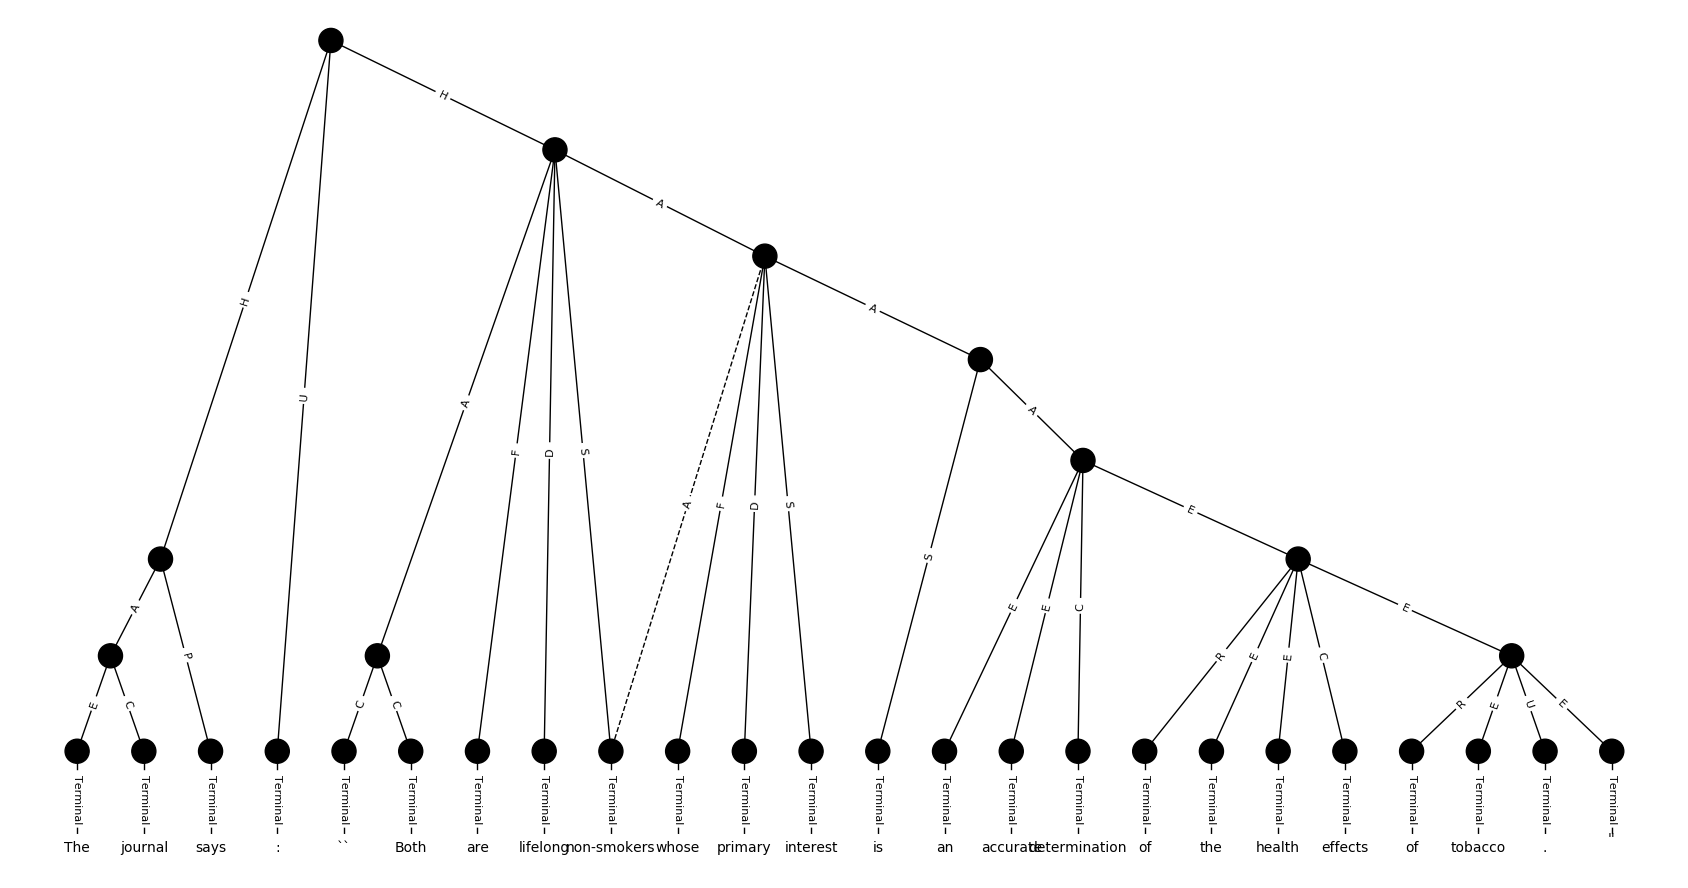 H
A
H
A
U
A
A
A
F
D
S
E
A
F
D
S
S
A
P
E
E
C
R
E
E
C
E
E
C
C
C
R
E
U
E
Terminal Terminal Terminal Terminal Terminal Terminal Terminal Terminal Terminal Terminal Terminal Terminal Terminal Terminal Terminal Terminal Terminal Terminal Terminal Terminal Terminal Terminal Terminal Terminal
The journal says : `` Both are lifelong non-smokers whose primary interest is an accurate determination of the health effects of tobacco . "